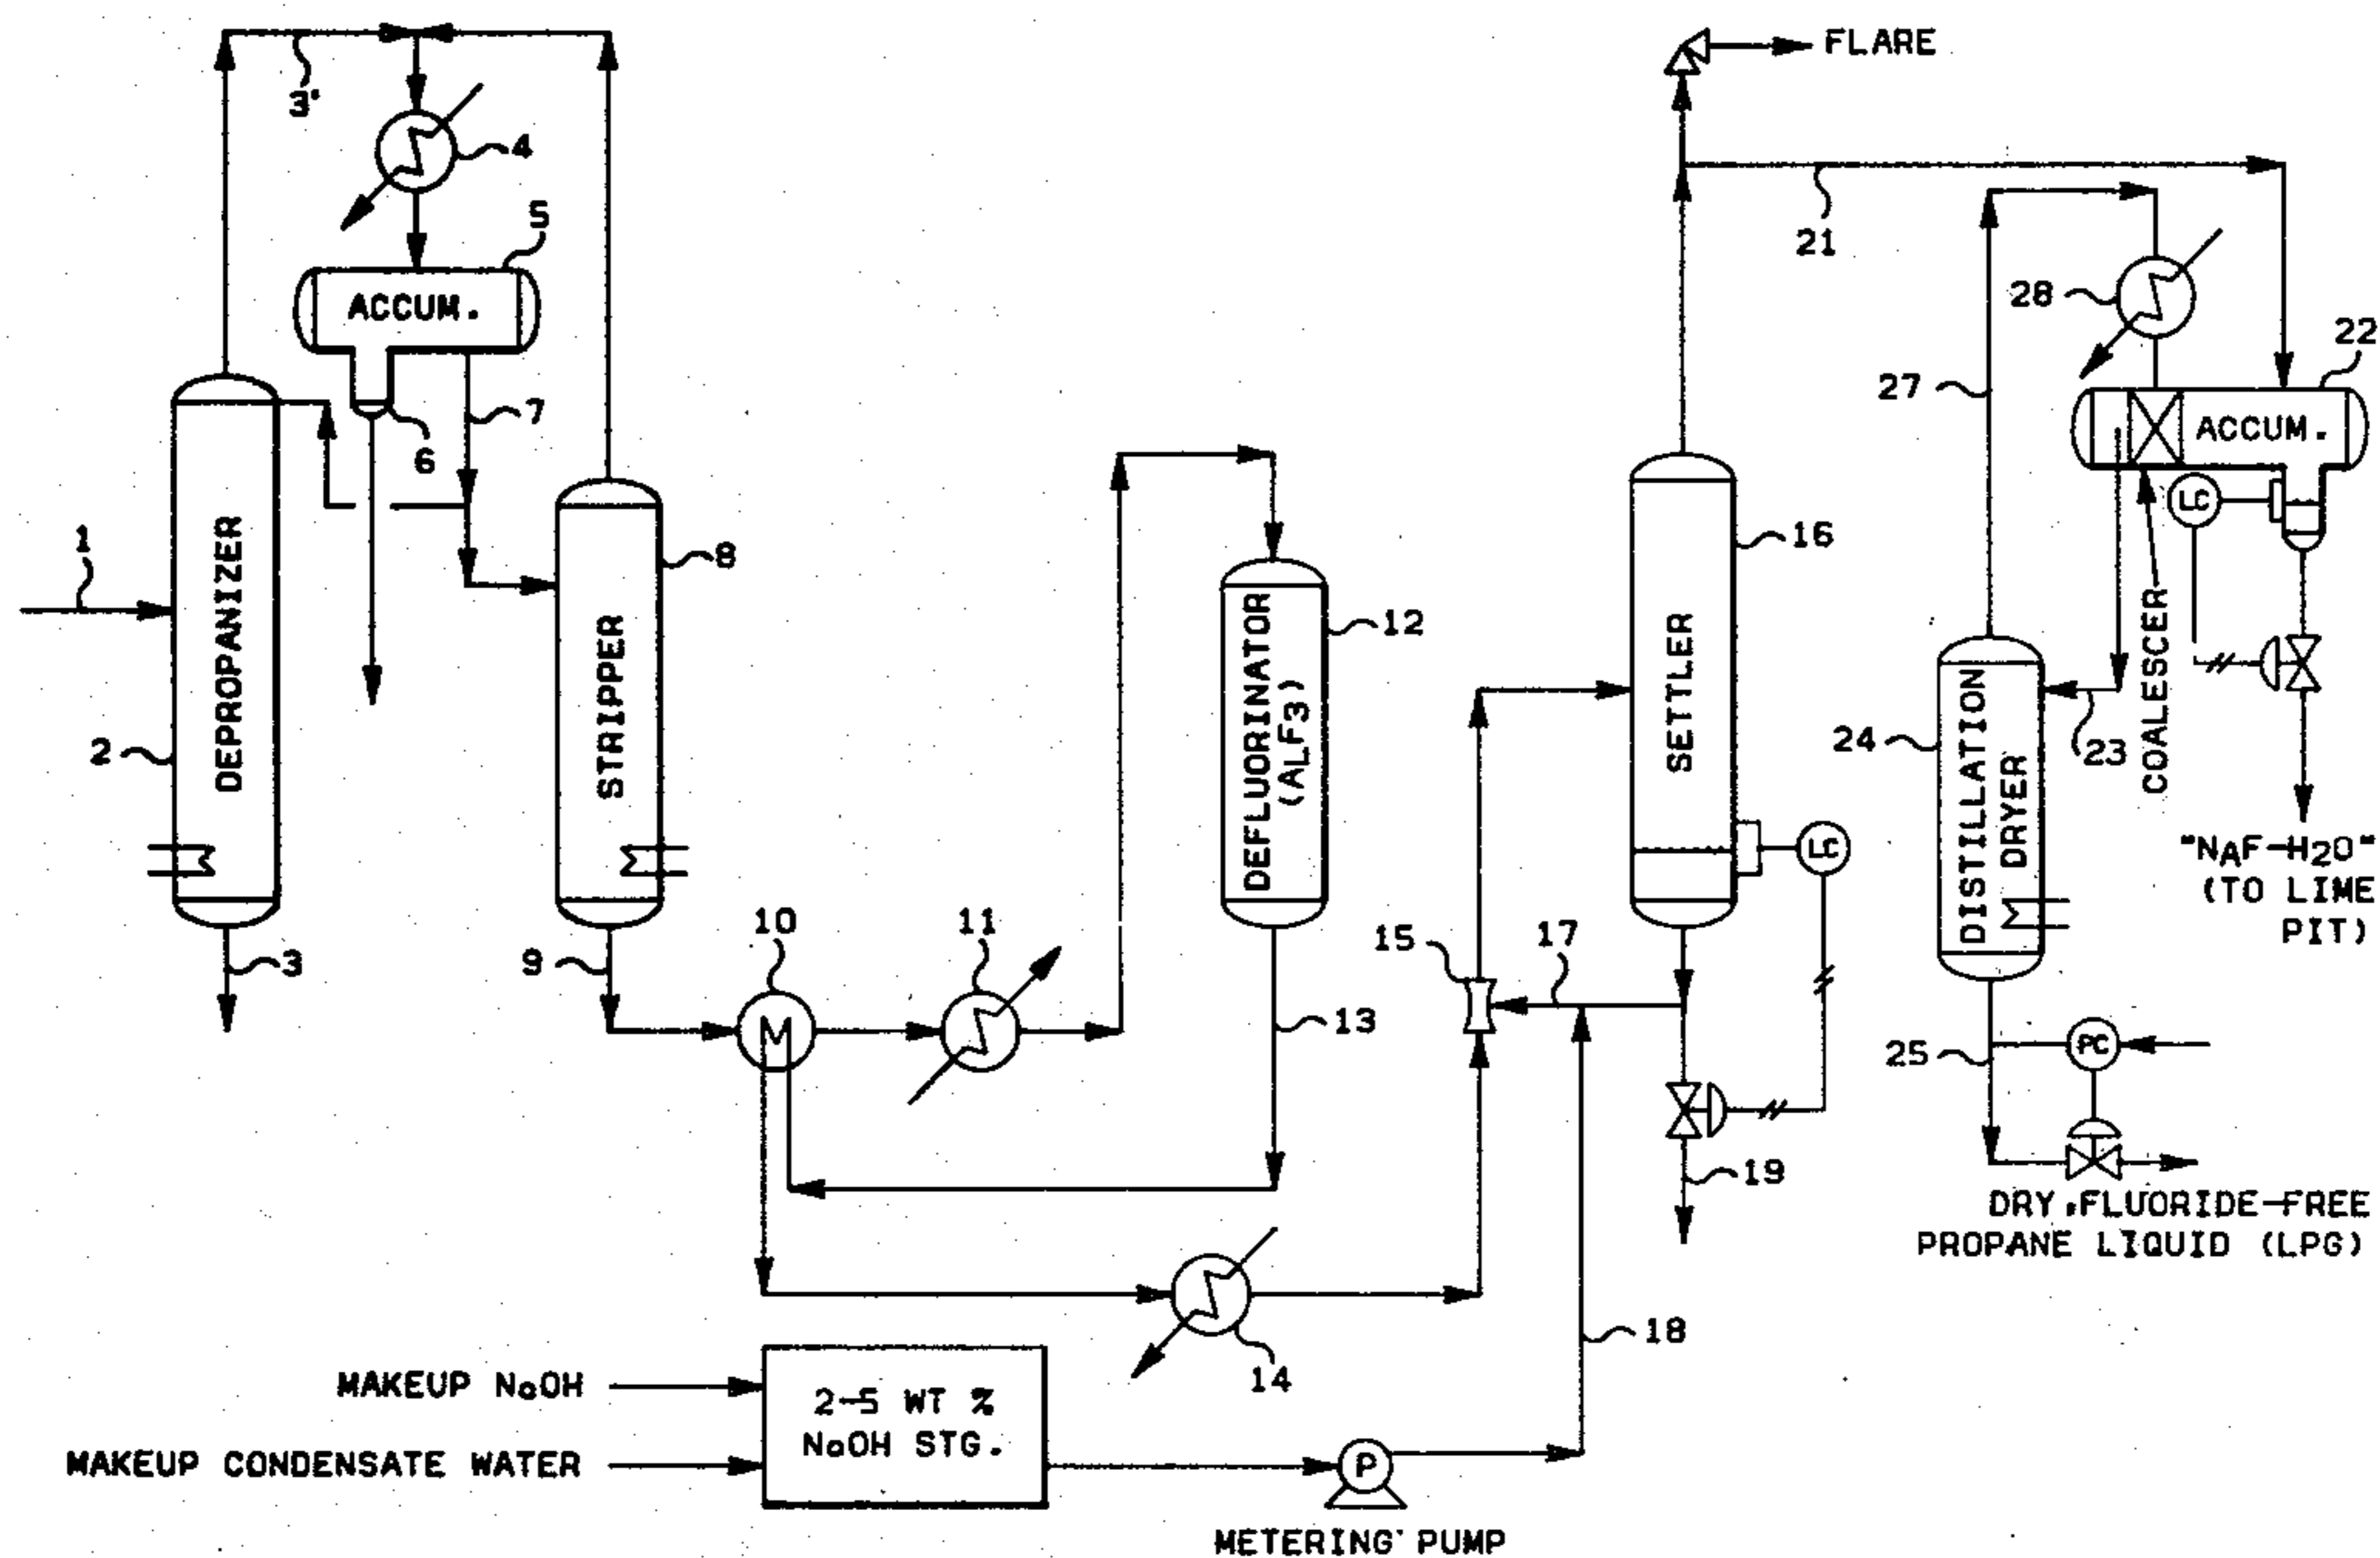 FLARE
3'
4
5
21
ACCUM.
28
22
27
7
6
ACCUM.
LC
1
DEPROPANIZER
8
16
STRIPPER
12
DEFLUORINATOR
(ALF3)
SETTLER
COALESCER
2
24
23
DISTILLATION
DRYER
LC
"NAF-H2O"
(TO LIME
PIT)
3
9
10
11
15
17
13
25
PC
19
DRY,FLUORIDE-FREE
PROPANE LIQUID (LPG)
18
14
MAKEUP NaOH
2-5 WT %
NaOH STG.
MAKEUP CONDENSATE WATER
P
METERING PUMP